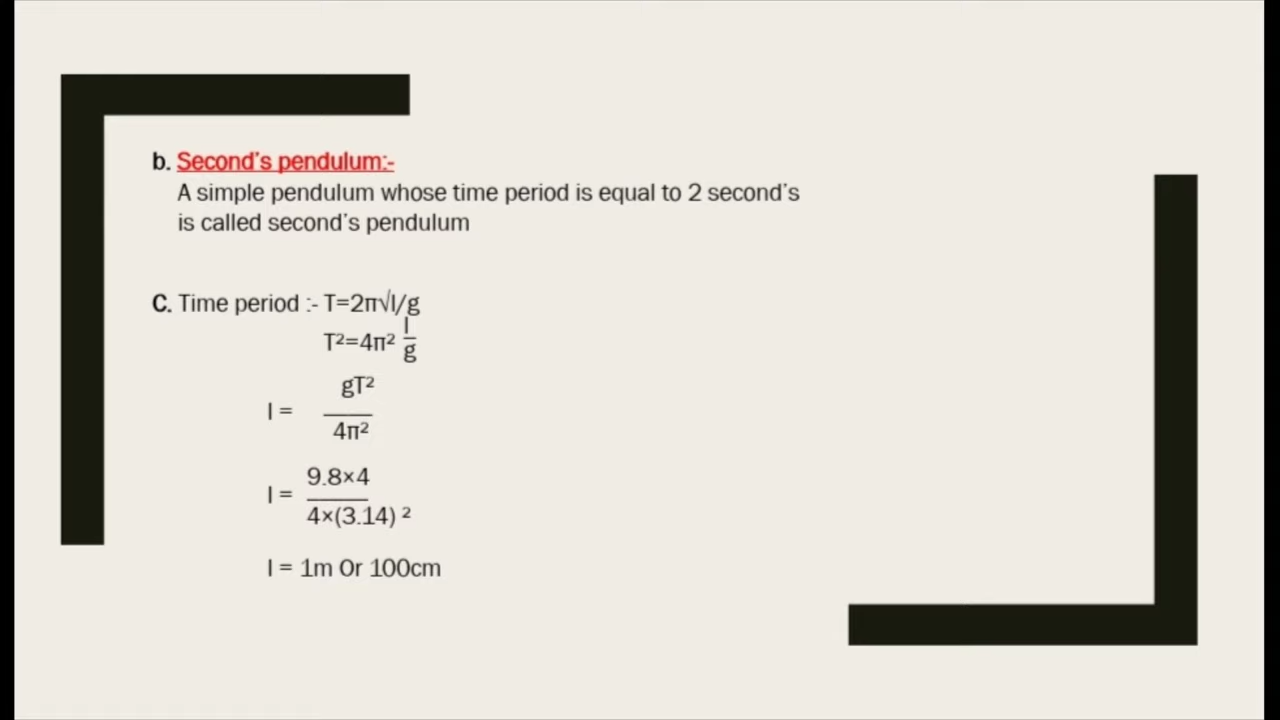 b. Second's pendulum:-
A simple pendulum whose time period is equal to 2 second's
is called second's pendulum
C. Time period :- T=2π√l/g
T²=4π² l/g
l = gT²/4π²
l = 9.8×4/4×(3.14) ²
l = 1m Or 100cm